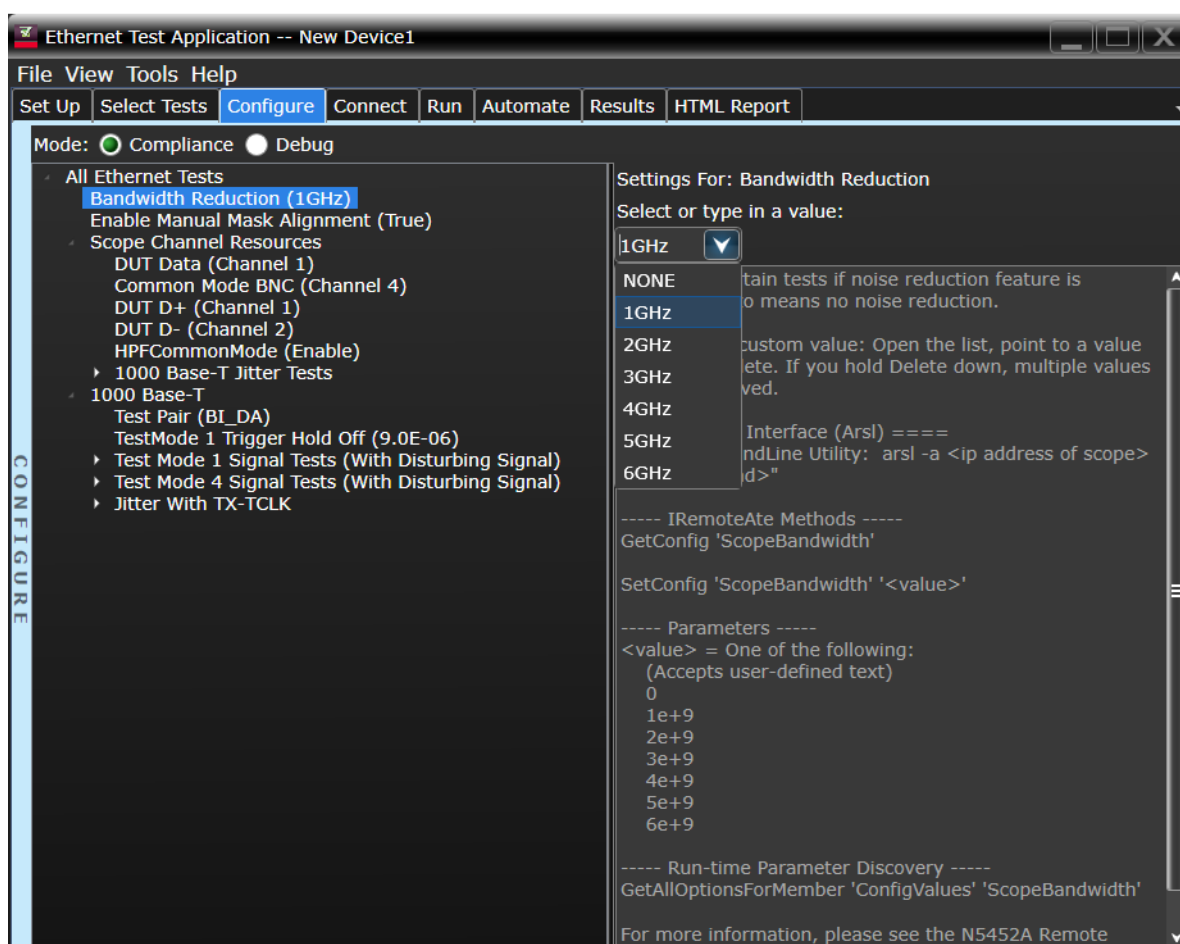 Ethernet Test Application -- New Device1
File View Tools Help
Set Up Select Tests Configure Connect Run Automate Results HTML Report
Mode: Compliance Debug
All Ethernet Tests
Bandwidth Reduction (1GHz)
Enable Manual Mask Alignment (True)
Scope Channel Resources
DUT Data (Channel 1)
Common Mode BNC (Channel 4)
DUT D+ (Channel 1)
DUT D- (Channel 2)
HPFCommonMode (Enable)
1000 Base-T Jitter Tests
1000 Base-T
Test Pair (BI_DA)
TestMode 1 Trigger Hold Off (9.0E-06)
Test Mode 1 Signal Tests (With Disturbing Signal)
Test Mode 4 Signal Tests (With Disturbing Signal)
Jitter With TX-TCLK
CONFIGURE
Settings For: Bandwidth Reduction
Select or type in a value:
1GHz
NONE
1GHz
2GHz
3GHz
4GHz
5GHz
6GHz
tain tests if noise reduction feature is
o means no noise reduction.
custom value: Open the list, point to a value
ete. If you hold Delete down, multiple values
ved.
Interface (Arsl) ====
ndLine Utility: arsl -a <ip address of scope>
d>"
----- IRemoteAte Methods -----
GetConfig 'ScopeBandwidth'
SetConfig 'ScopeBandwidth' '<value>'
----- Parameters -----
<value> = One of the following:
(Accepts user-defined text)
0
1e+9
2e+9
3e+9
4e+9
5e+9
6e+9
----- Run-time Parameter Discovery -----
GetAllOptionsForMember 'ConfigValues' 'ScopeBandwidth'
For more information, please see the N5452A Remote